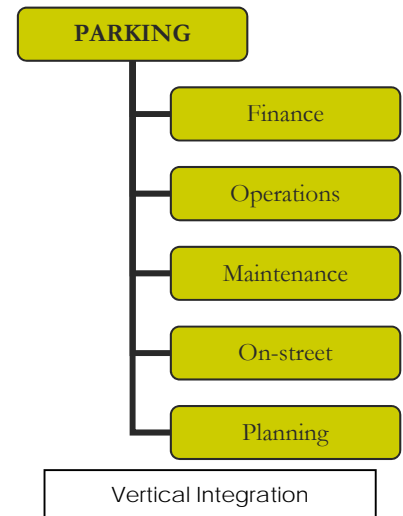 PARKING
Finance
Operations
Maintenance
On-street
Planning
Vertical Integration